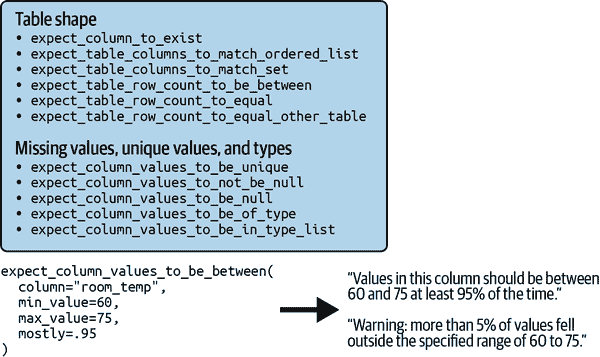 Table shape
• expect_column_to_exist
• expect_table_columns_to_match_ordered_list
• expect_table_columns_to_match_set
• expect_table_row_count_to_be_between
• expect_table_row_count_to_equal
• expect_table_row_count_to_equal_other_table
Missing values, unique values, and types
• expect_column_values_to_be_unique
• expect_column_values_to_not_be_null
• expect_column_values_to_be_null
• expect_column_values_to_be_of_type
• expect_column_values_to_be_in_type_list
expect_column_values_to_be_between(
column="room_temp",
min_value=60,
max_value=75,
mostly=.95
)
“Values in this column should be between
60 and 75 at least 95% of the time.”
“Warning: more than 5% of values fell
outside the specified range of 60 to 75.”